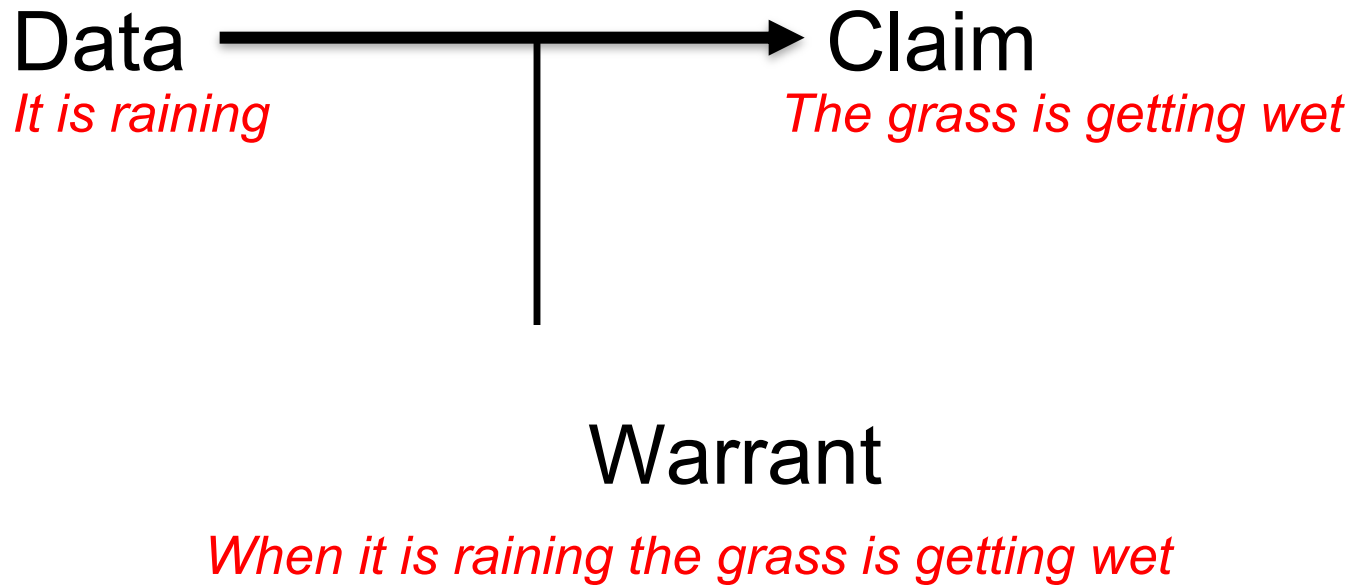 Data Claim
It is raining The grass is getting wet
Warrant
When it is raining the grass is getting wet